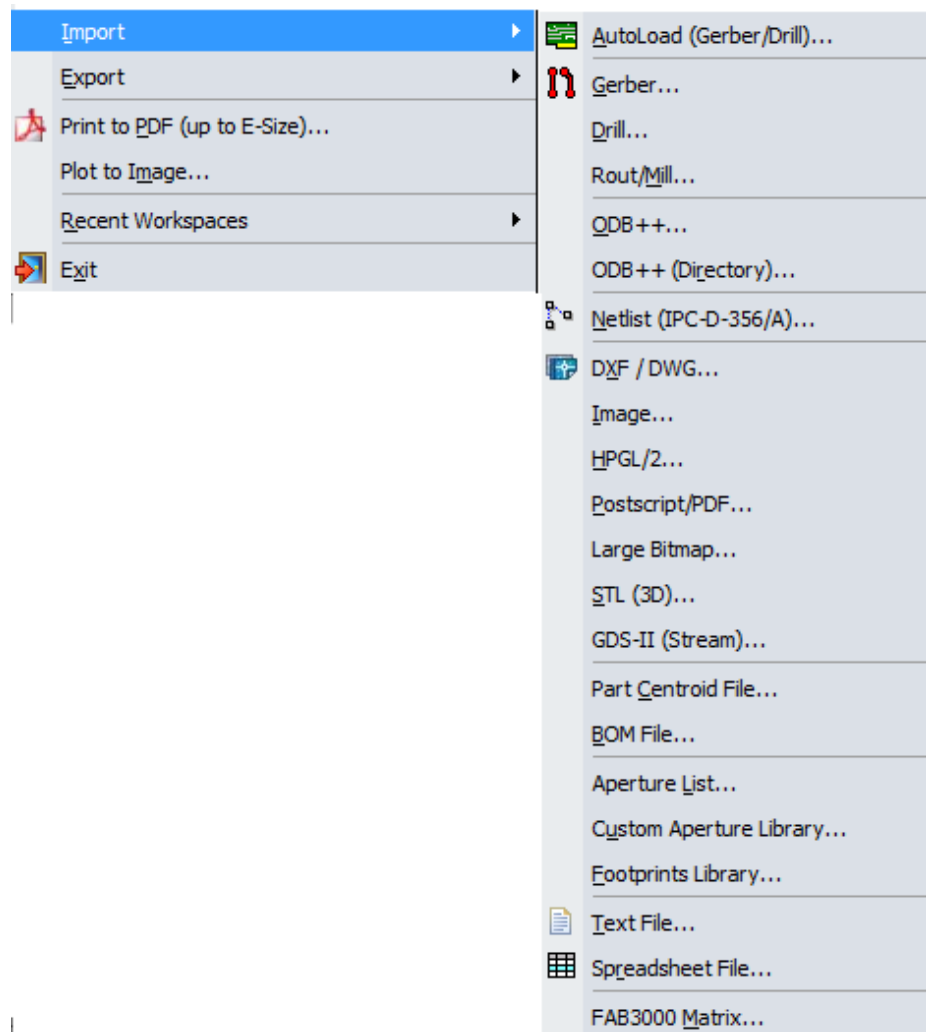 Import
Export
Print to PDF (up to E-Size)...
Plot to Image...
Recent Workspaces
Exit
AutoLoad (Gerber/Drill)...
Gerber...
Drill...
Rout/Mill...
ODB++...
ODB++ (Directory)...
Netlist (IPC-D-356/A)...
DXF / DWG...
Image...
HPGL/2...
Postscript/PDF...
Large Bitmap...
STL (3D)...
GDS-II (Stream)...
Part Centroid File...
BOM File...
Aperture List...
Custom Aperture Library...
Footprints Library...
Text File...
Spreadsheet File...
FAB3000 Matrix...